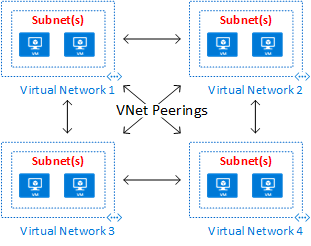 Subnet(s)
Subnet(s)
VM
VM
VM
VM
Virtual Network 1
Virtual Network 2
VNet Peerings
Subnet(s)
Subnet(s)
VM
VM
VM
VM
Virtual Network 3
Virtual Network 4